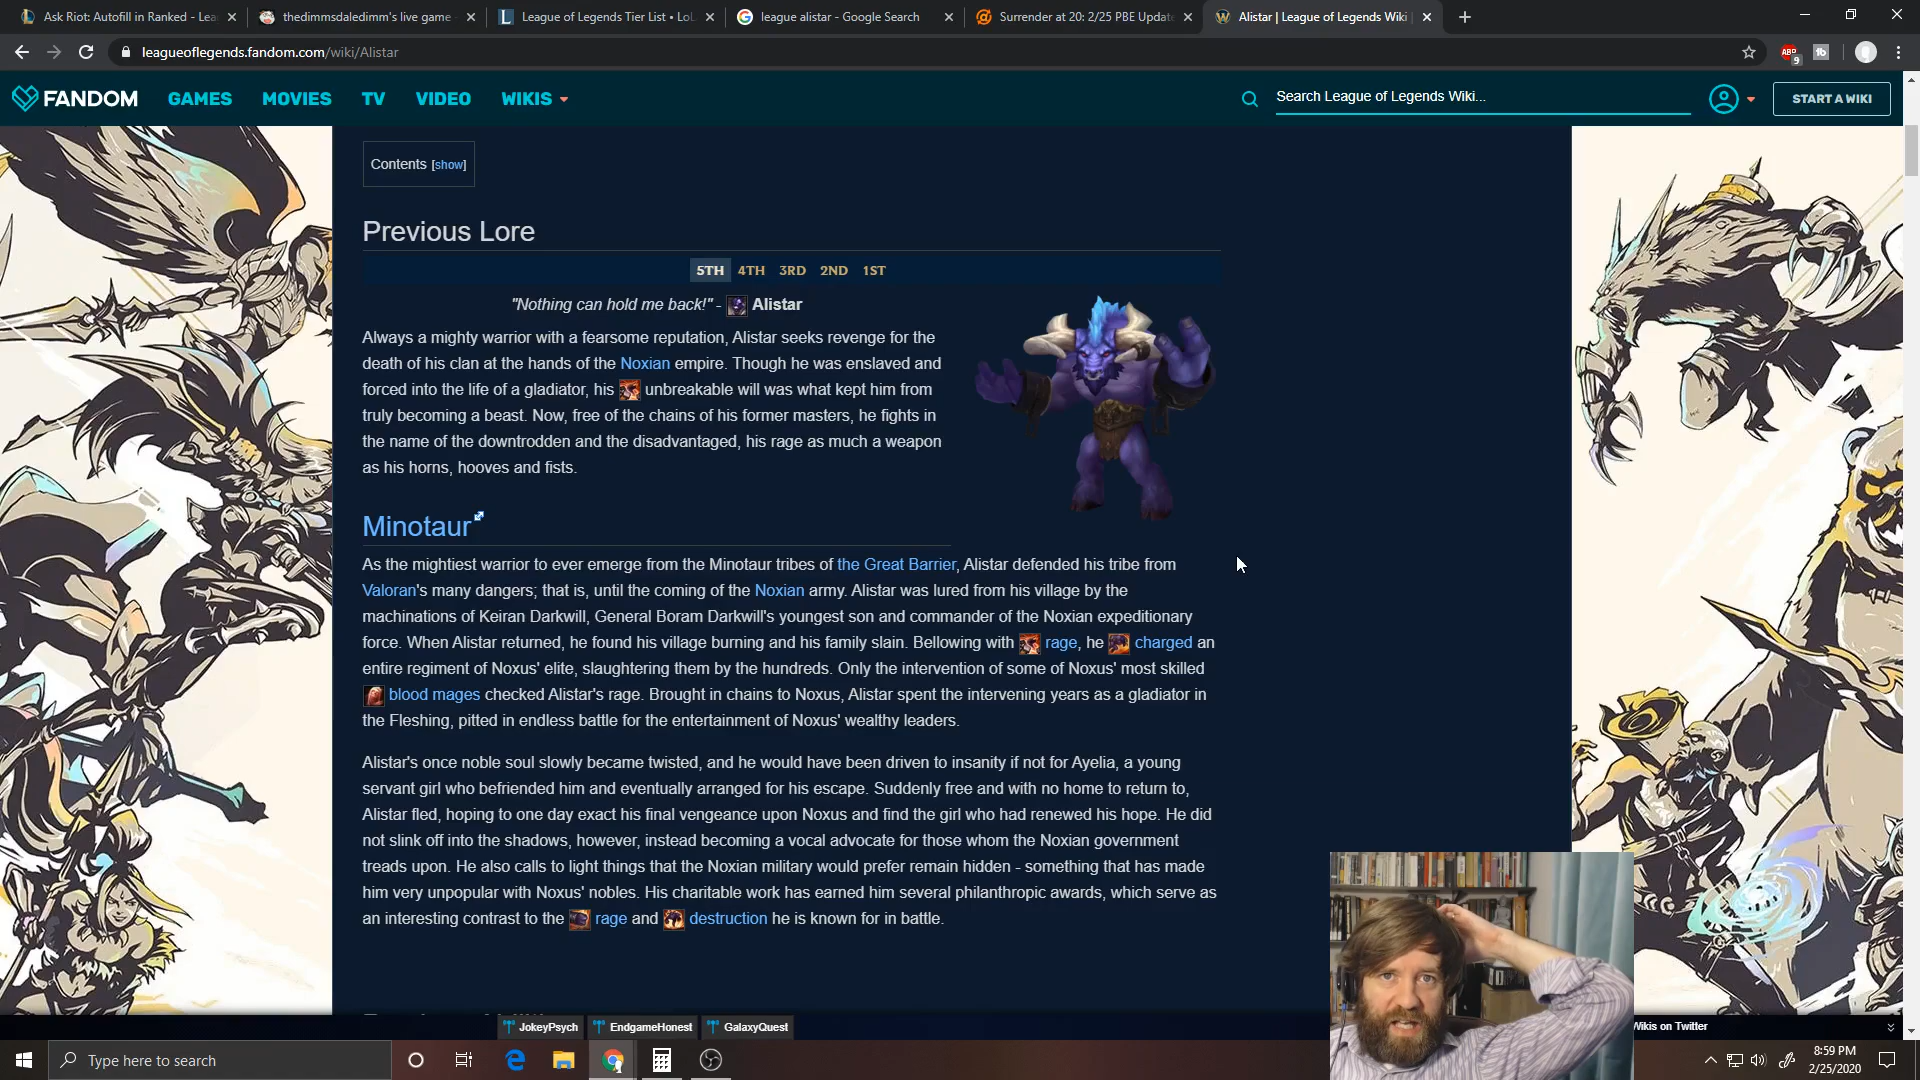 Ask Riot: Autofill in Ranked - Lea
thedimmsdaledimm's live game
League of Legends Tier List • LoL
league alistar - Google Search
Surrender at 20: 2/25 PBE Update
Alistar | League of Legends Wiki |
leagueoflegends.fandom.com/wiki/Alistar
ABP
9
tb
FANDOM
GAMES
MOVIES
TV
VIDEO
WIKIS
Search League of Legends Wiki...
START A WIKI
Contents [show]
Previous Lore
5TH 4TH 3RD 2ND 1ST
"Nothing can hold me back!" - Alistar
Always a mighty warrior with a fearsome reputation, Alistar seeks revenge for the
death of his clan at the hands of the Noxian empire. Though he was enslaved and
forced into the life of a gladiator, his unbreakable will was what kept him from
truly becoming a beast. Now, free of the chains of his former masters, he fights in
the name of the downtrodden and the disadvantaged, his rage as much a weapon
as his horns, hooves and fists.
Minotaur
As the mightiest warrior to ever emerge from the Minotaur tribes of the Great Barrier, Alistar defended his tribe from
Valoran's many dangers; that is, until the coming of the Noxian army. Alistar was lured from his village by the
machinations of Keiran Darkwill, General Boram Darkwill's youngest son and commander of the Noxian expeditionary
force. When Alistar returned, he found his village burning and his family slain. Bellowing with rage, he charged an
entire regiment of Noxus' elite, slaughtering them by the hundreds. Only the intervention of some of Noxus' most skilled
blood mages checked Alistar's rage. Brought in chains to Noxus, Alistar spent the intervening years as a gladiator in
the Fleshing, pitted in endless battle for the entertainment of Noxus' wealthy leaders.
Alistar's once noble soul slowly became twisted, and he would have been driven to insanity if not for Ayelia, a young
servant girl who befriended him and eventually arranged for his escape. Suddenly free and with no home to return to,
Alistar fled, hoping to one day exact his final vengeance upon Noxus and find the girl who had renewed his hope. He did
not slink off into the shadows, however, instead becoming a vocal advocate for those whom the Noxian government
treads upon. He also calls to light things that the Noxian military would prefer remain hidden - something that has made
him very unpopular with Noxus' nobles. His charitable work has earned him several philanthropic awards, which serve as
an interesting contrast to the rage and destruction he is known for in battle.
JokeyPsych
EndgameHonest
GalaxyQuest
Wikis on Twitter
Type here to search
8:59 PM
2/25/2020